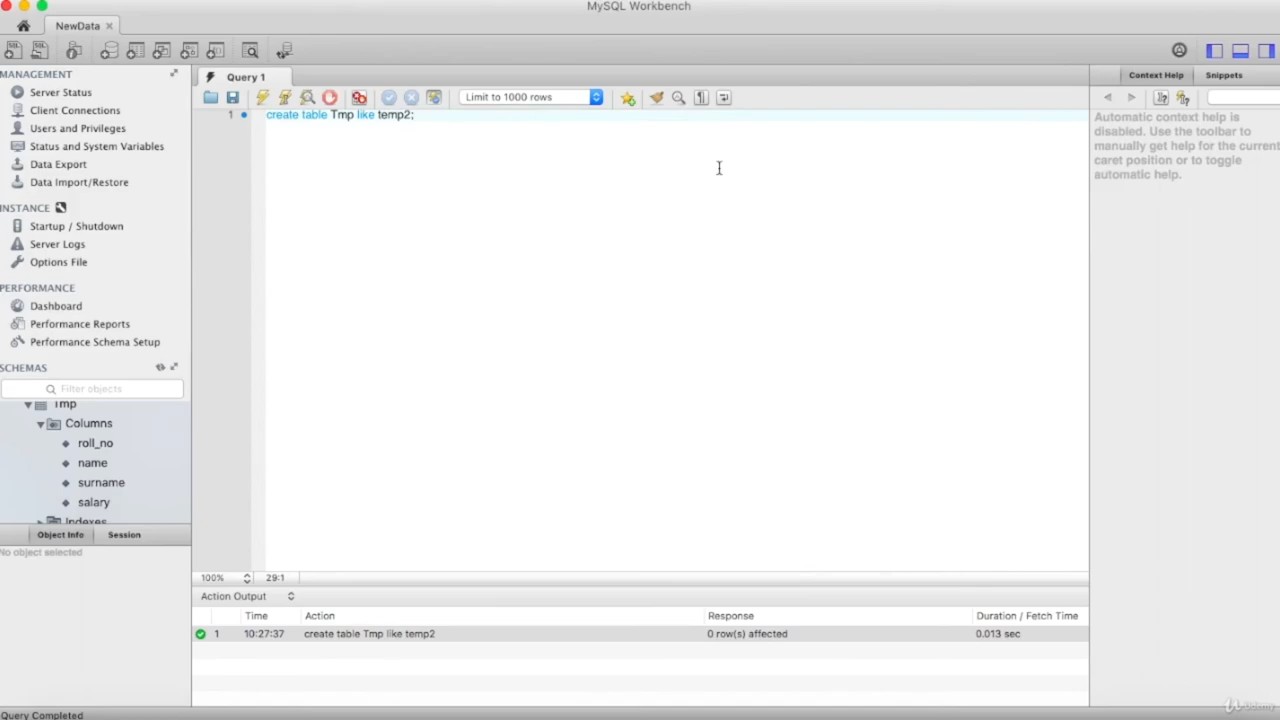 MySQL Workbench
NewData
MANAGEMENT
Server Status
Client Connections
Users and Privileges
Status and System Variables
Data Export
Data Import/Restore
INSTANCE
Startup / Shutdown
Server Logs
Options File
PERFORMANCE
Dashboard
Performance Reports
Performance Schema Setup
SCHEMAS
Filter objects
Tmp
Columns
roll_no
name
surname
salary
Indexes
Object Info Session
No object selected
Query 1
Limit to 1000 rows
1 create table Tmp like temp2;
100% 29:1
Action Output
Time Action Response Duration / Fetch Time
1 10:27:37 create table Tmp like temp2 0 row(s) affected 0.013 sec
Context Help Snippets
Automatic context help is
disabled. Use the toolbar to
manually get help for the current
caret position or to toggle
automatic help.
Query Completed
Udemy